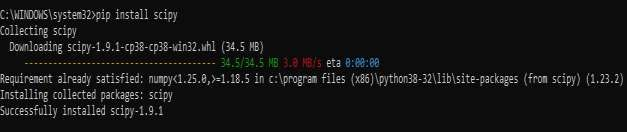 C:\WINDOWS\system32>pip install scipy
Collecting scipy
  Downloading scipy-1.9.1-cp38-cp38-win32.whl (34.5 MB)
     ---------------------------------------- 34.5/34.5 MB 3.0 MB/s eta 0:00:00
Requirement already satisfied: numpy<1.25.0,>=1.18.5 in c:\program files (x86)\python38-32\lib\site-packages (from scipy) (1.23.2)
Installing collected packages: scipy
Successfully installed scipy-1.9.1